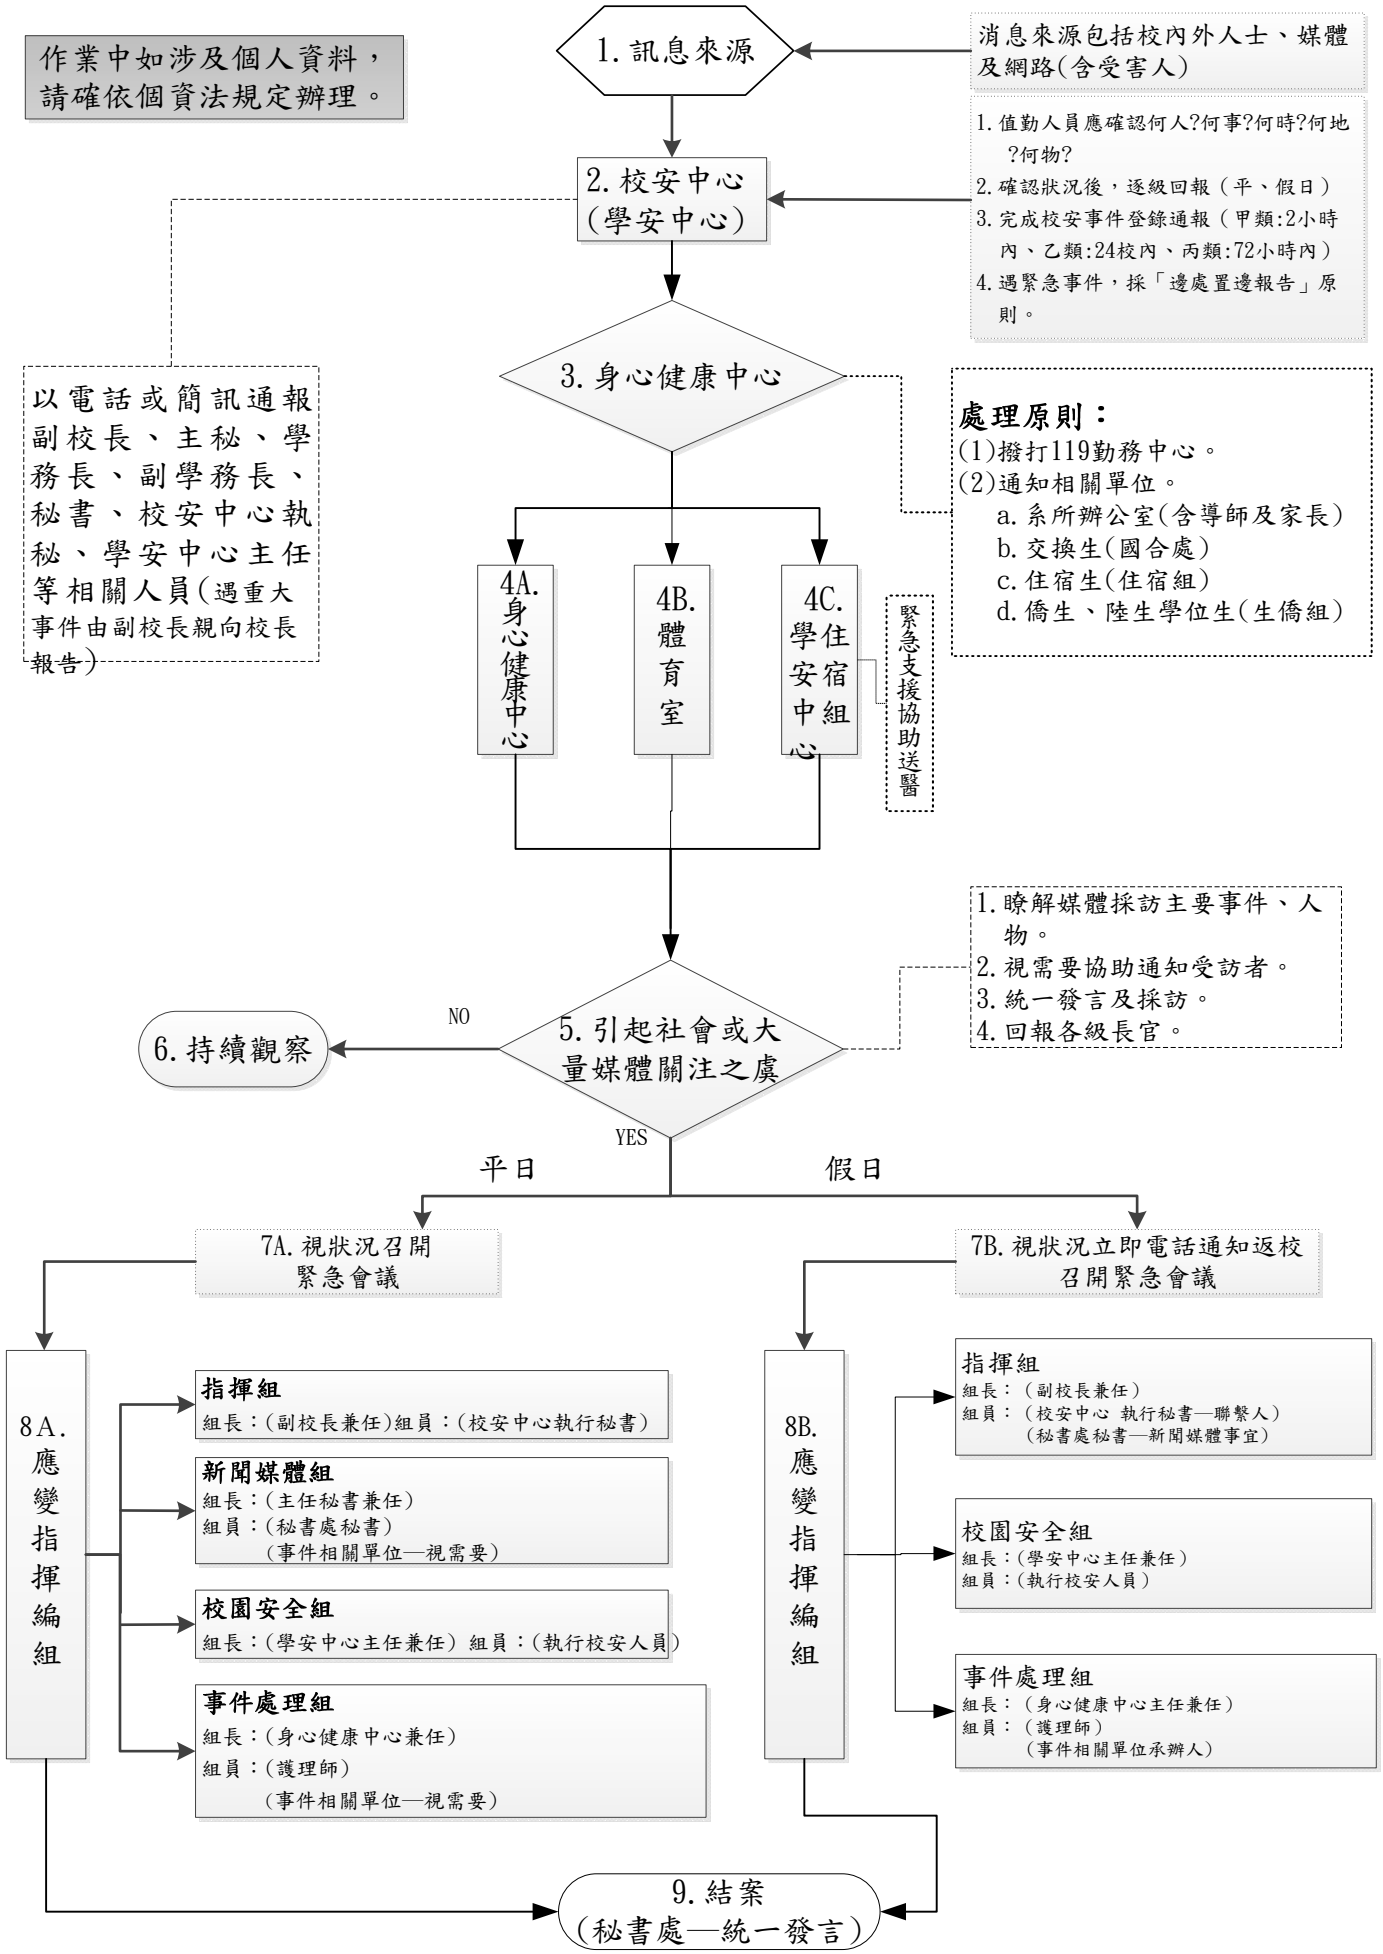 作業中如涉及個人資料，
請確依個資法規定辦理。
1.訊息來源
消息來源包括校內外人士、媒體
及網路(含受害人)
1.值勤人員應確認何人?何事?何時?何地
?何物?
2.確認狀況後，逐級回報（平、假日）
3.完成校安事件登錄通報（甲類:2小時
內、乙類:24校內、丙類:72小時內）
4.遇緊急事件，採「邊處置邊報告」原
則。
2.校安中心
(學安中心)
3.身心健康中心
以電話或簡訊通報
副校長、主秘、學
務長、副學務長、
秘書、校安中心執
秘、學安中心主任
等相關人員(遇重大
事件由副校長親向校長
報告)
處理原則：
(1)撥打119勤務中心。
(2)通知相關單位。
a.系所辦公室(含導師及家長)
b.交換生(國合處)
c.住宿生(住宿組)
d.僑生、陸生學位生(生僑組)
4A.
身心健康中心
4B.
體育室
4C.
學住
安宿
中組
心
緊急支援協助送醫
1.瞭解媒體採訪主要事件、人
物。
2.視需要協助通知受訪者。
3.統一發言及採訪。
4.回報各級長官。
5.引起社會或大
量媒體關注之虞
NO
6.持續觀察
YES
平日
假日
7A.視狀況召開
緊急會議
7B.視狀況立即電話通知返校
召開緊急會議
8A.
應變指揮編組
指揮組
組長：(副校長兼任)組員：(校安中心執行秘書)
新聞媒體組
組長：(主任秘書兼任)
組員：(秘書處秘書)
(事件相關單位—視需要)
校園安全組
組長：(學安中心主任兼任) 組員：(執行校安人員)
事件處理組
組長：(身心健康中心兼任)
組員：(護理師)
(事件相關單位—視需要)
8B.
應變指揮編組
指揮組
組長：（副校長兼任）
組員：（校安中心 執行秘書—聯繫人）
（秘書處秘書—新聞媒體事宜）
校園安全組
組長：(學安中心主任兼任)
組員：(執行校安人員)
事件處理組
組長：（身心健康中心主任兼任）
組員：（護理師）
（事件相關單位承辦人）
9.結案
(秘書處—統一發言)